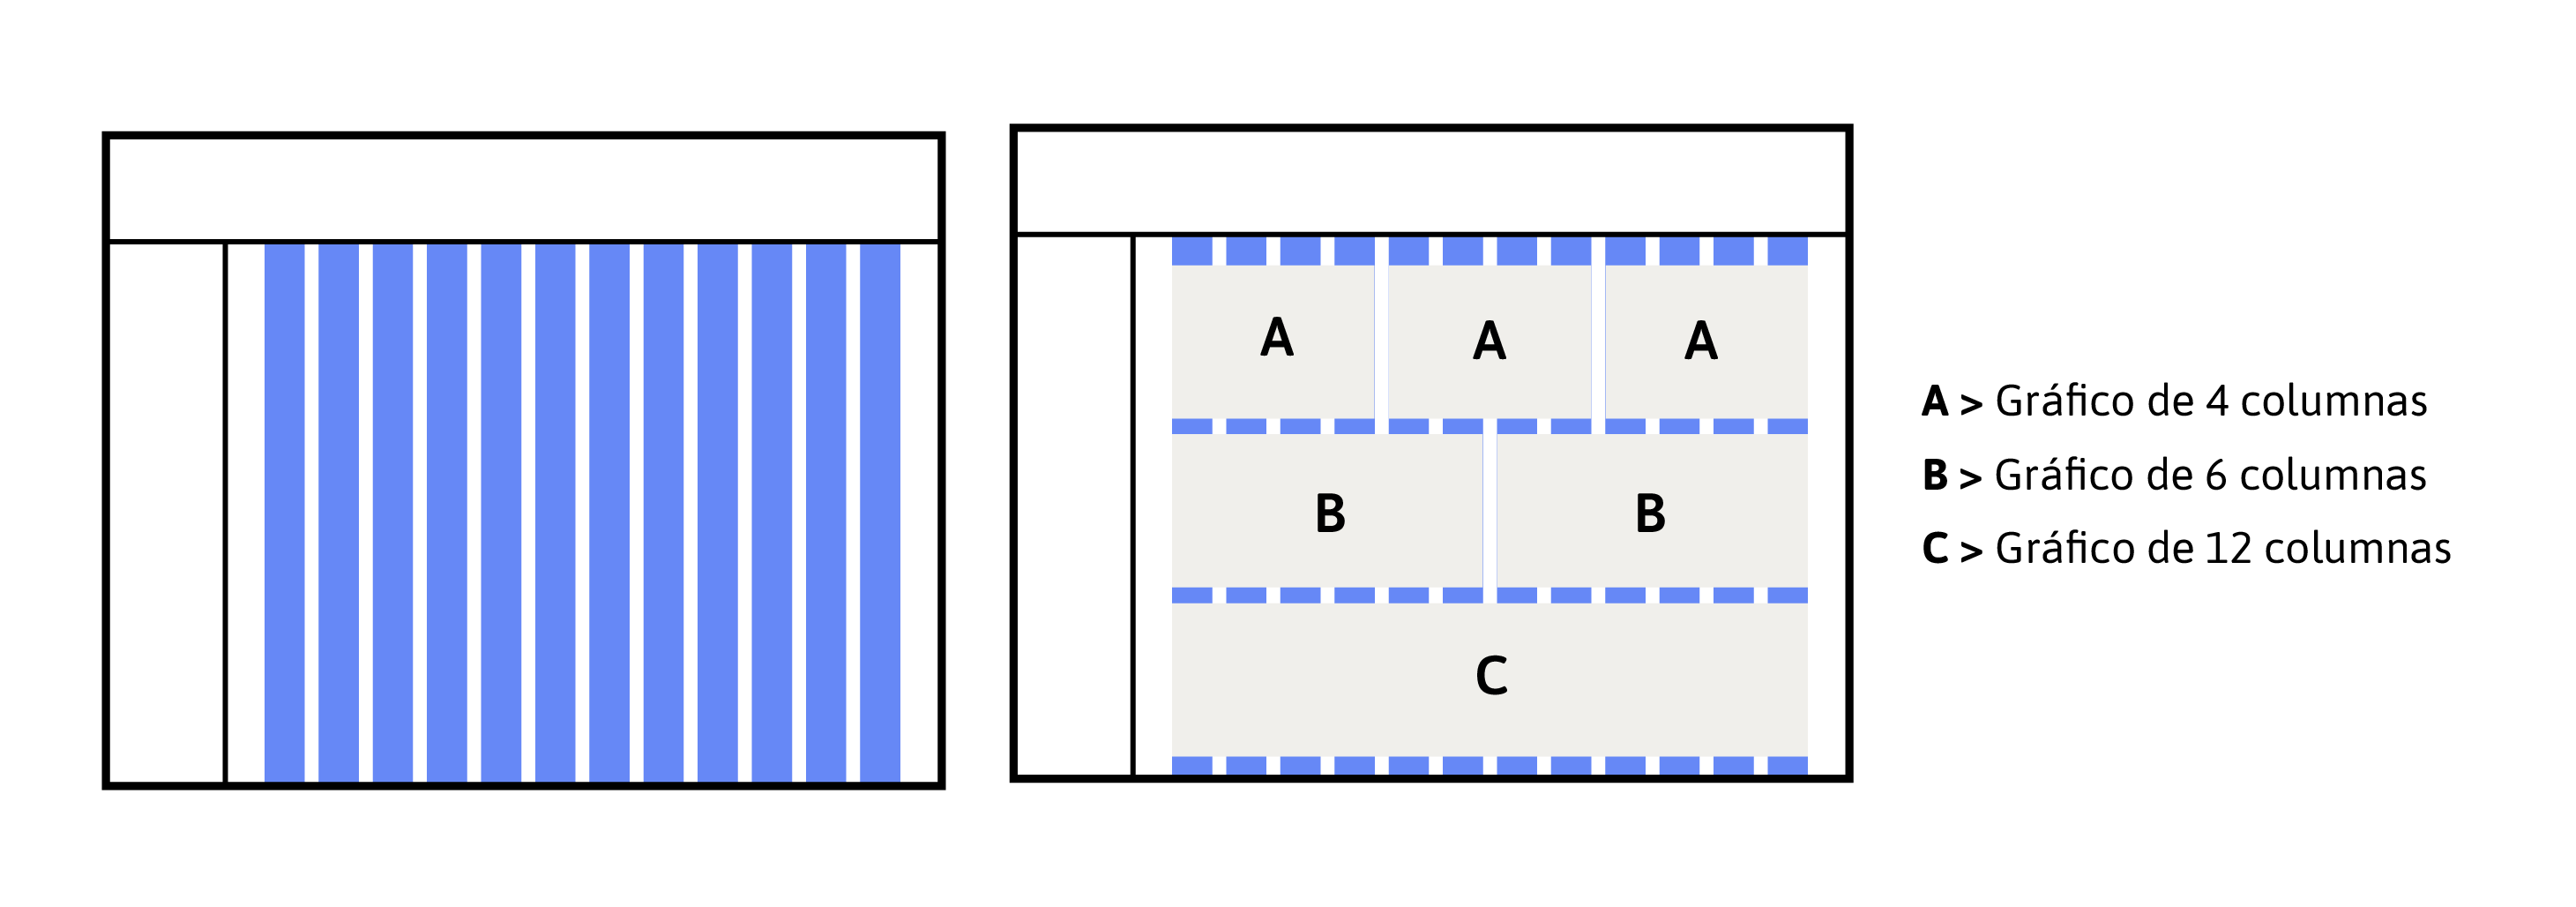 A A A
B B
C
A > Gráfico de 4 columnas
B > Gráfico de 6 columnas
C > Gráfico de 12 columnas